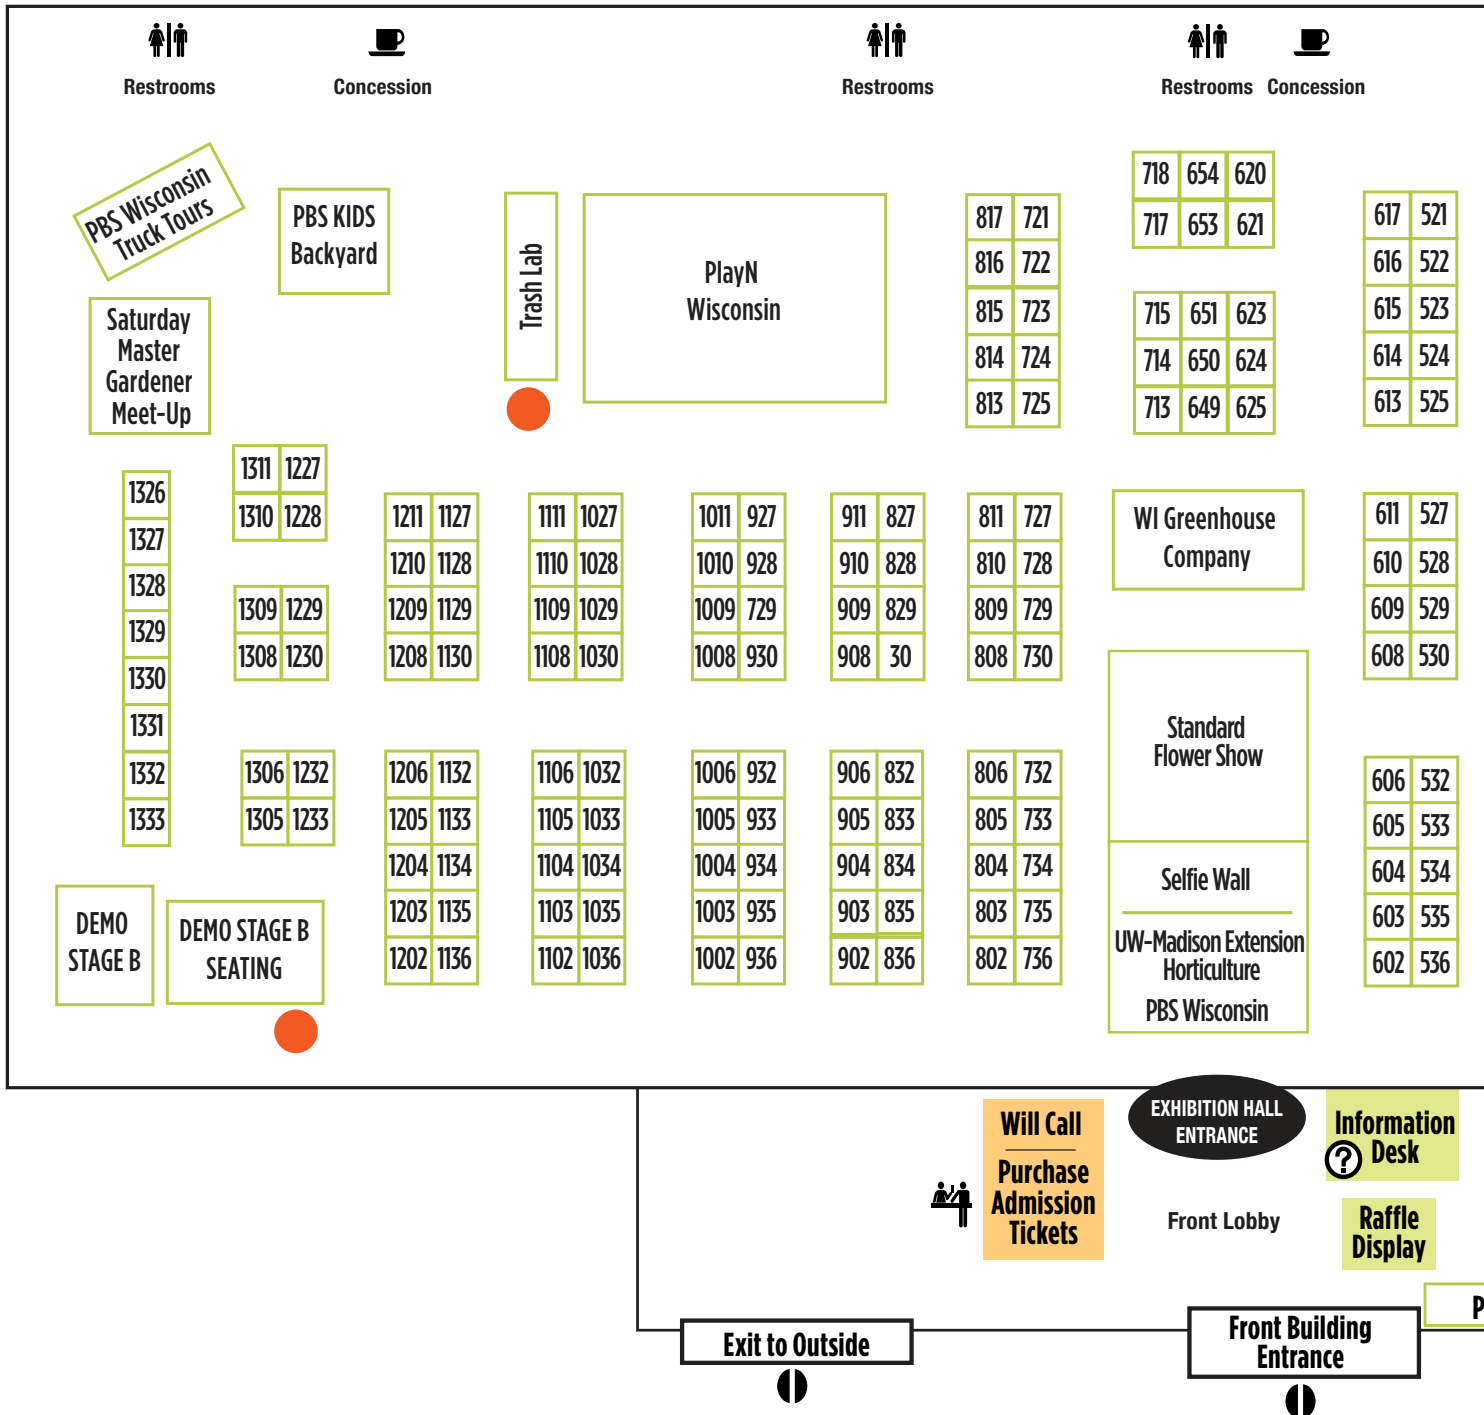 Restrooms
Concession
Restrooms
Restrooms
Concession
PBS Wisconsin
Truck Tours
PBS KIDS
Backyard
Trash Lab
PlayN
Wisconsin
Saturday
Master
Gardener
Meet-Up
817 721
816 722
815 723
814 724
813 725
718 654 620
717 653 621
715 651 623
714 650 624
713 649 625
617 521
616 522
615 523
614 524
613 525
1326
1327
1328
1329
1330
1331
1332
1333
1311 1227
1310 1228
1309 1229
1308 1230
1306 1232
1305 1233
1211 1127
1210 1128
1209 1129
1208 1130
1111 1027
1110 1028
1109 1029
1108 1030
1011 927
1010 928
1009 729
1008 930
911 827
910 828
909 829
908 30
811 727
810 728
809 729
808 730
WI Greenhouse
Company
611 527
610 528
609 529
608 530
1206 1132
1205 1133
1204 1134
1203 1135
1202 1136
1106 1032
1105 1033
1104 1034
1103 1035
1102 1036
1006 932
1005 933
1004 934
1003 935
1002 936
906 832
905 833
904 834
903 835
902 836
806 732
805 733
804 734
803 735
802 736
Standard
Flower Show
Selfie Wall
UW-Madison Extension
Horticulture
PBS Wisconsin
606 532
605 533
604 534
603 535
602 536
DEMO
STAGE B
DEMO STAGE B
SEATING
Will Call
Purchase
Admission
Tickets
EXHIBITION HALL
ENTRANCE
Information
Desk
?
Front Lobby
Raffle
Display
P
Exit to Outside
Front Building
Entrance